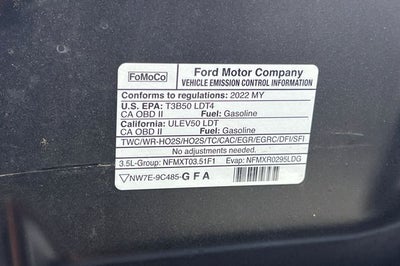 FoMoCo
Ford Motor Company
VEHICLE EMISSION CONTROL INFORMATION
Conforms to regulations: 2022 MY
U.S. EPA: T3B50 LDT4
CA OBD II Fuel: Gasoline
California: ULEV50 LDT
CA OBD II Fuel: Gasoline
TWC/WR-HO2S/HO2S/TC/CAC/EGR/EGRC/DFI/SFI
No adjustments needed.
3.5L-Group: NFMXT03.51F1 Evap: NFMXR0295LDG
NW7E-9C485-G F A